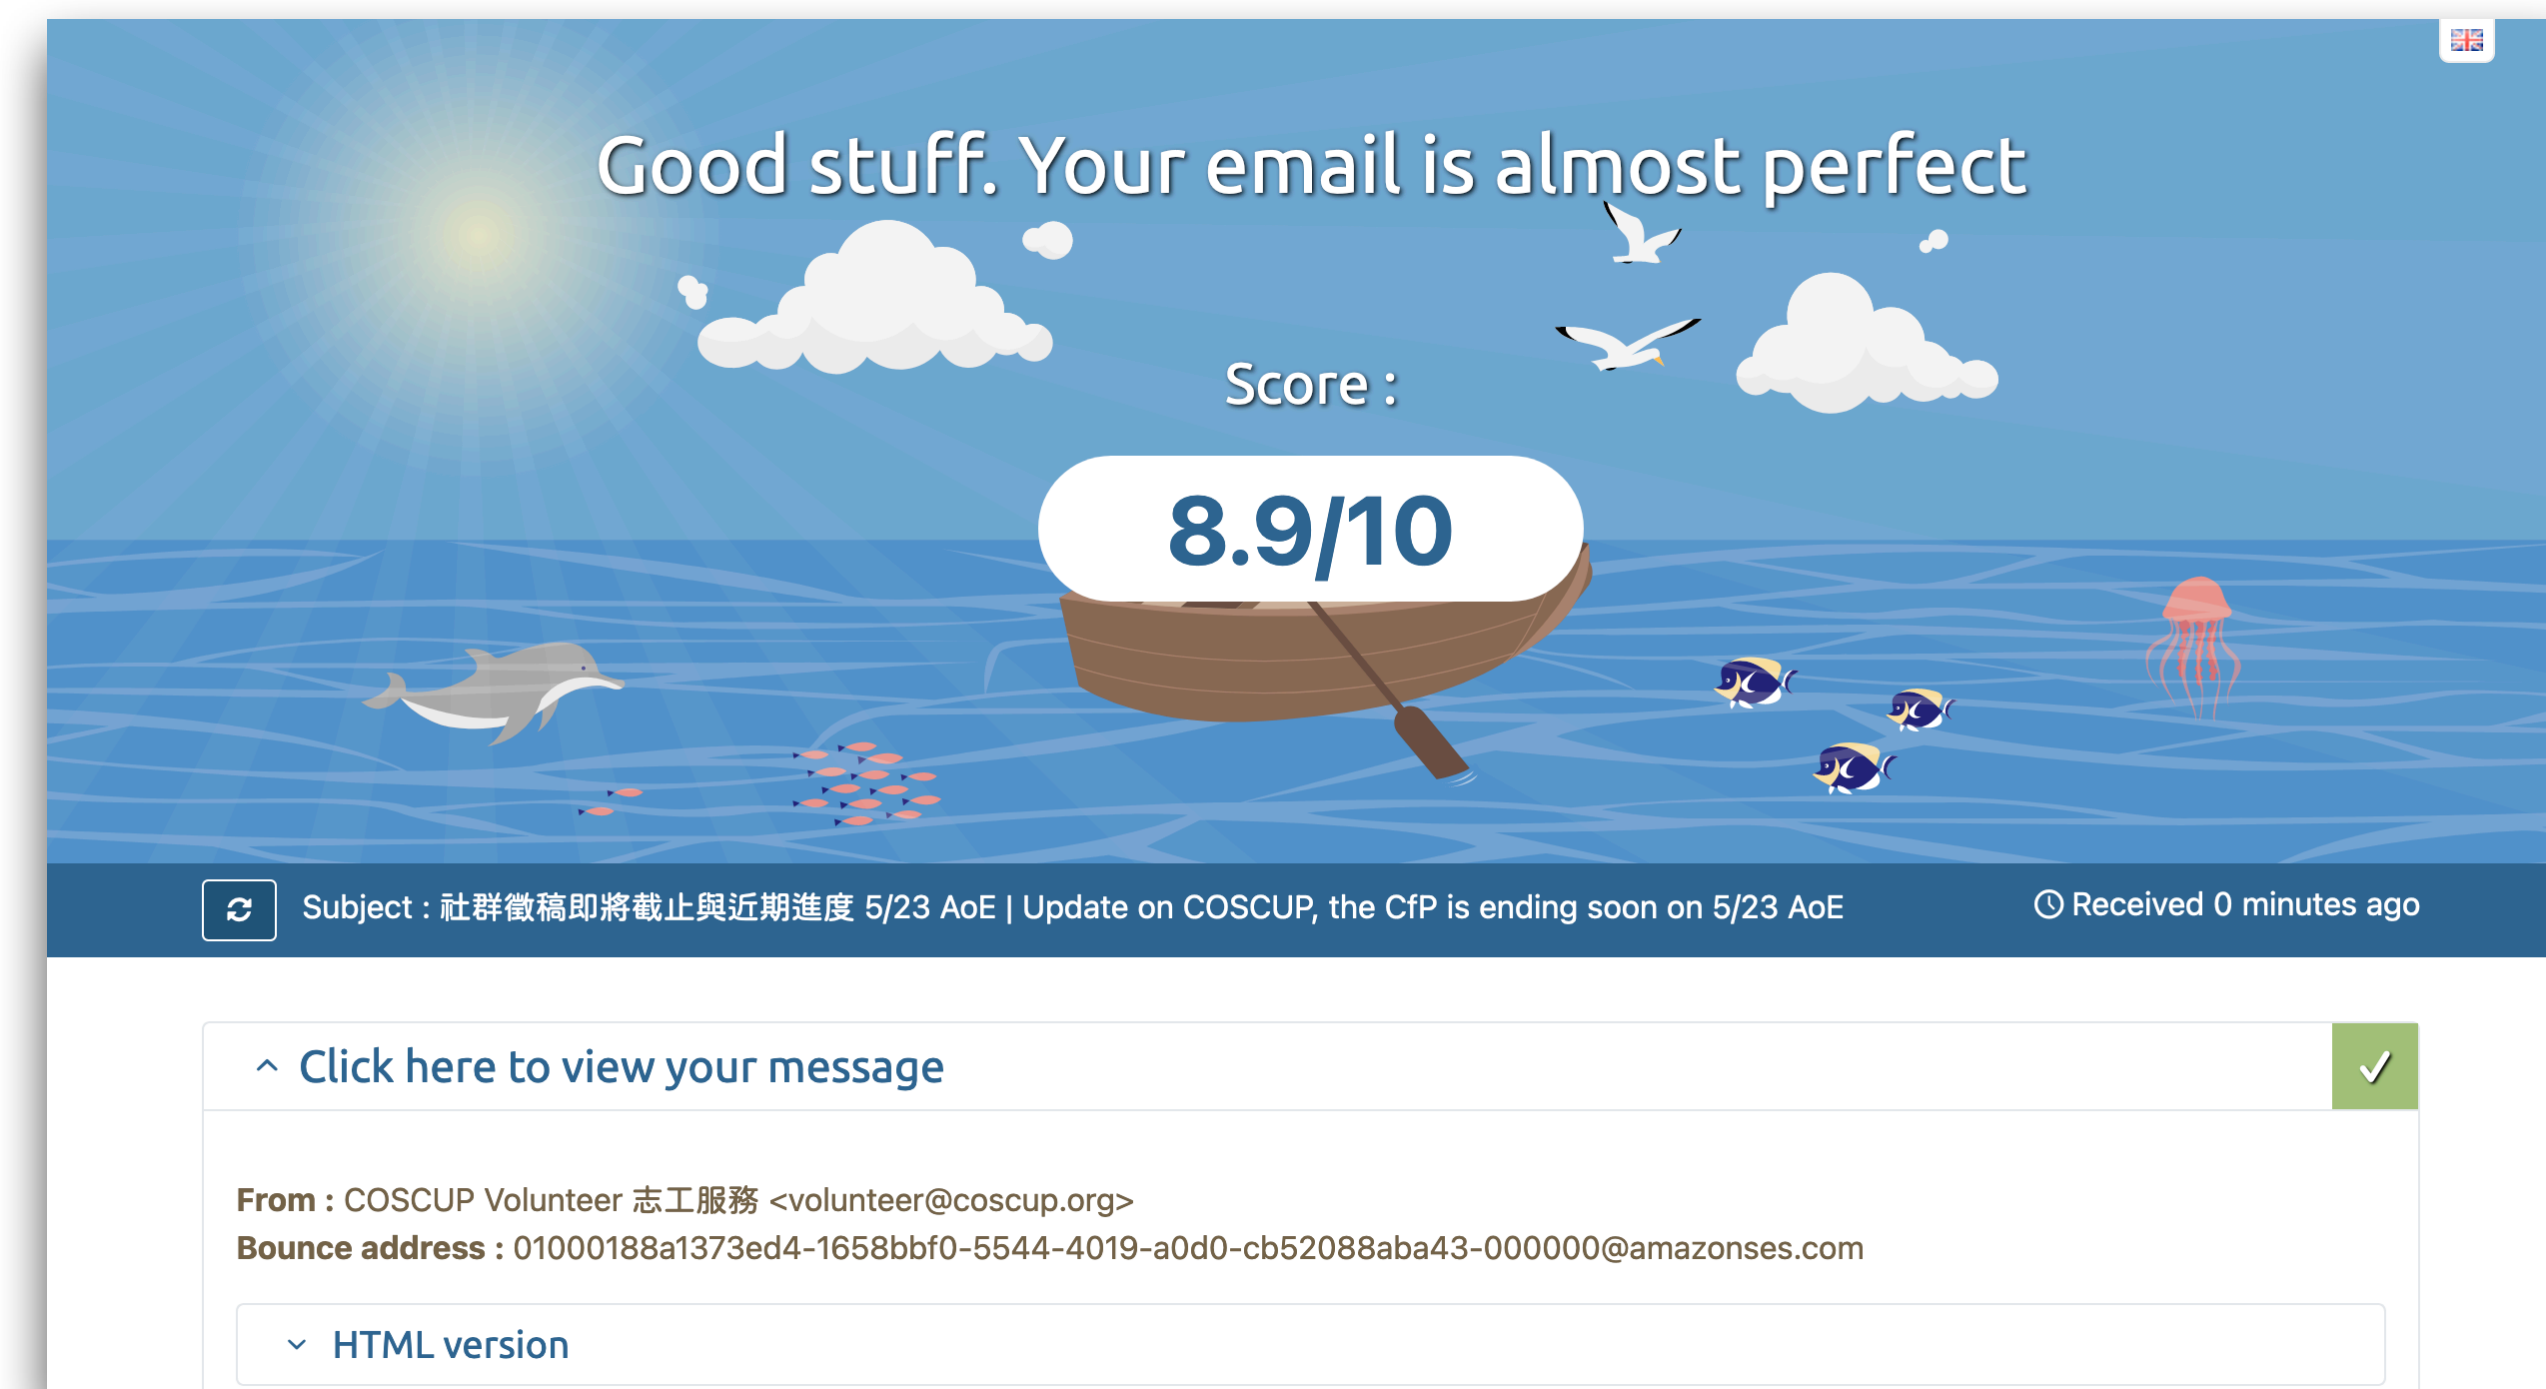 Good stuff. Your email is almost perfect
Score :
8.9/10
Subject : 社群徵稿即將截止與近期進度 5/23 AoE | Update on COSCUP, the CfP is ending soon on 5/23 AoE
Received 0 minutes ago
Click here to view your message
From : COSCUP Volunteer 志工服務 <volunteer@coscup.org>
Bounce address : 01000188a1373ed4-1658bbf0-5544-4019-a0d0-cb52088aba43-000000@amazonses.com
HTML version